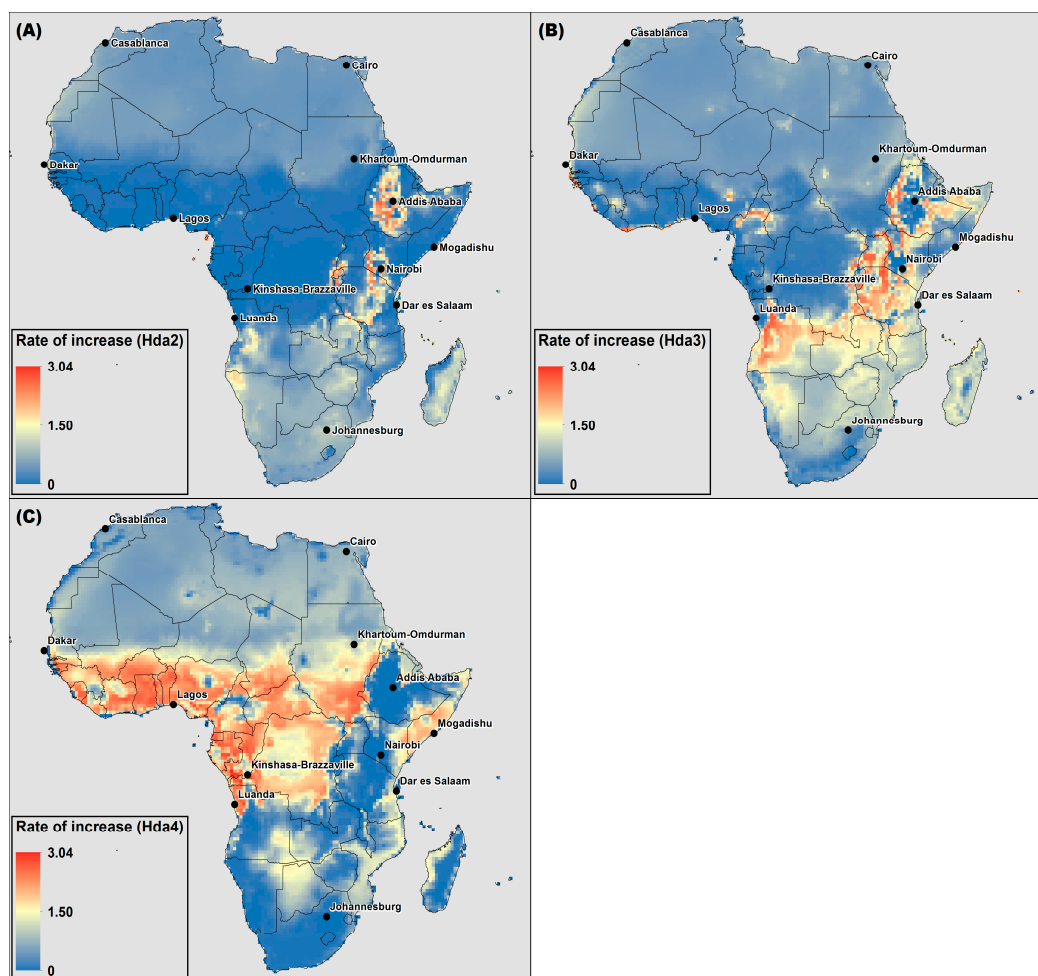 (A)
Casablanca
Cairo
Dakar
Khartoum-Omdurman
Addis Ababa
Lagos
Mogadishu
Nairobi
Kinshasa-Brazzaville
Dar es Salaam
Luanda
Johannesburg
Rate of increase (Hda2)
3.04
1.50
0
(B)
Casablanca
Cairo
Dakar
Khartoum-Omdurman
Addis Ababa
Lagos
Mogadishu
Nairobi
Kinshasa-Brazzaville
Dar es Salaam
Luanda
Johannesburg
Rate of increase (Hda3)
3.04
1.50
0
(C)
Casablanca
Cairo
Dakar
Khartoum-Omdurman
Addis Ababa
Lagos
Mogadishu
Nairobi
Kinshasa-Brazzaville
Dar es Salaam
Luanda
Johannesburg
Rate of increase (Hda4)
3.04
1.50
0